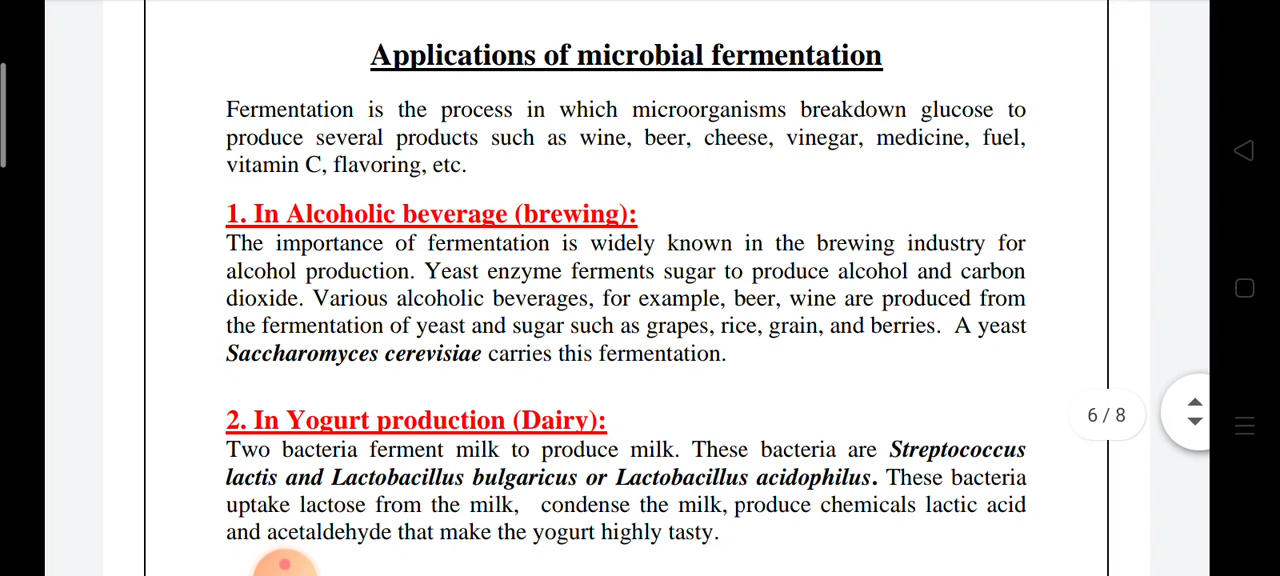 Applications of microbial fermentation
Fermentation is the process in which microorganisms breakdown glucose to
produce several products such as wine, beer, cheese, vinegar, medicine, fuel,
vitamin C, flavoring, etc.
1. In Alcoholic beverage (brewing):
The importance of fermentation is widely known in the brewing industry for
alcohol production. Yeast enzyme ferments sugar to produce alcohol and carbon
dioxide. Various alcoholic beverages, for example, beer, wine are produced from
the fermentation of yeast and sugar such as grapes, rice, grain, and berries. A yeast
Saccharomyces cerevisiae carries this fermentation.
2. In Yogurt production (Dairy):
Two bacteria ferment milk to produce milk. These bacteria are Streptococcus
lactis and Lactobacillus bulgaricus or Lactobacillus acidophilus. These bacteria
uptake lactose from the milk, condense the milk, produce chemicals lactic acid
and acetaldehyde that make the yogurt highly tasty.
6 / 8